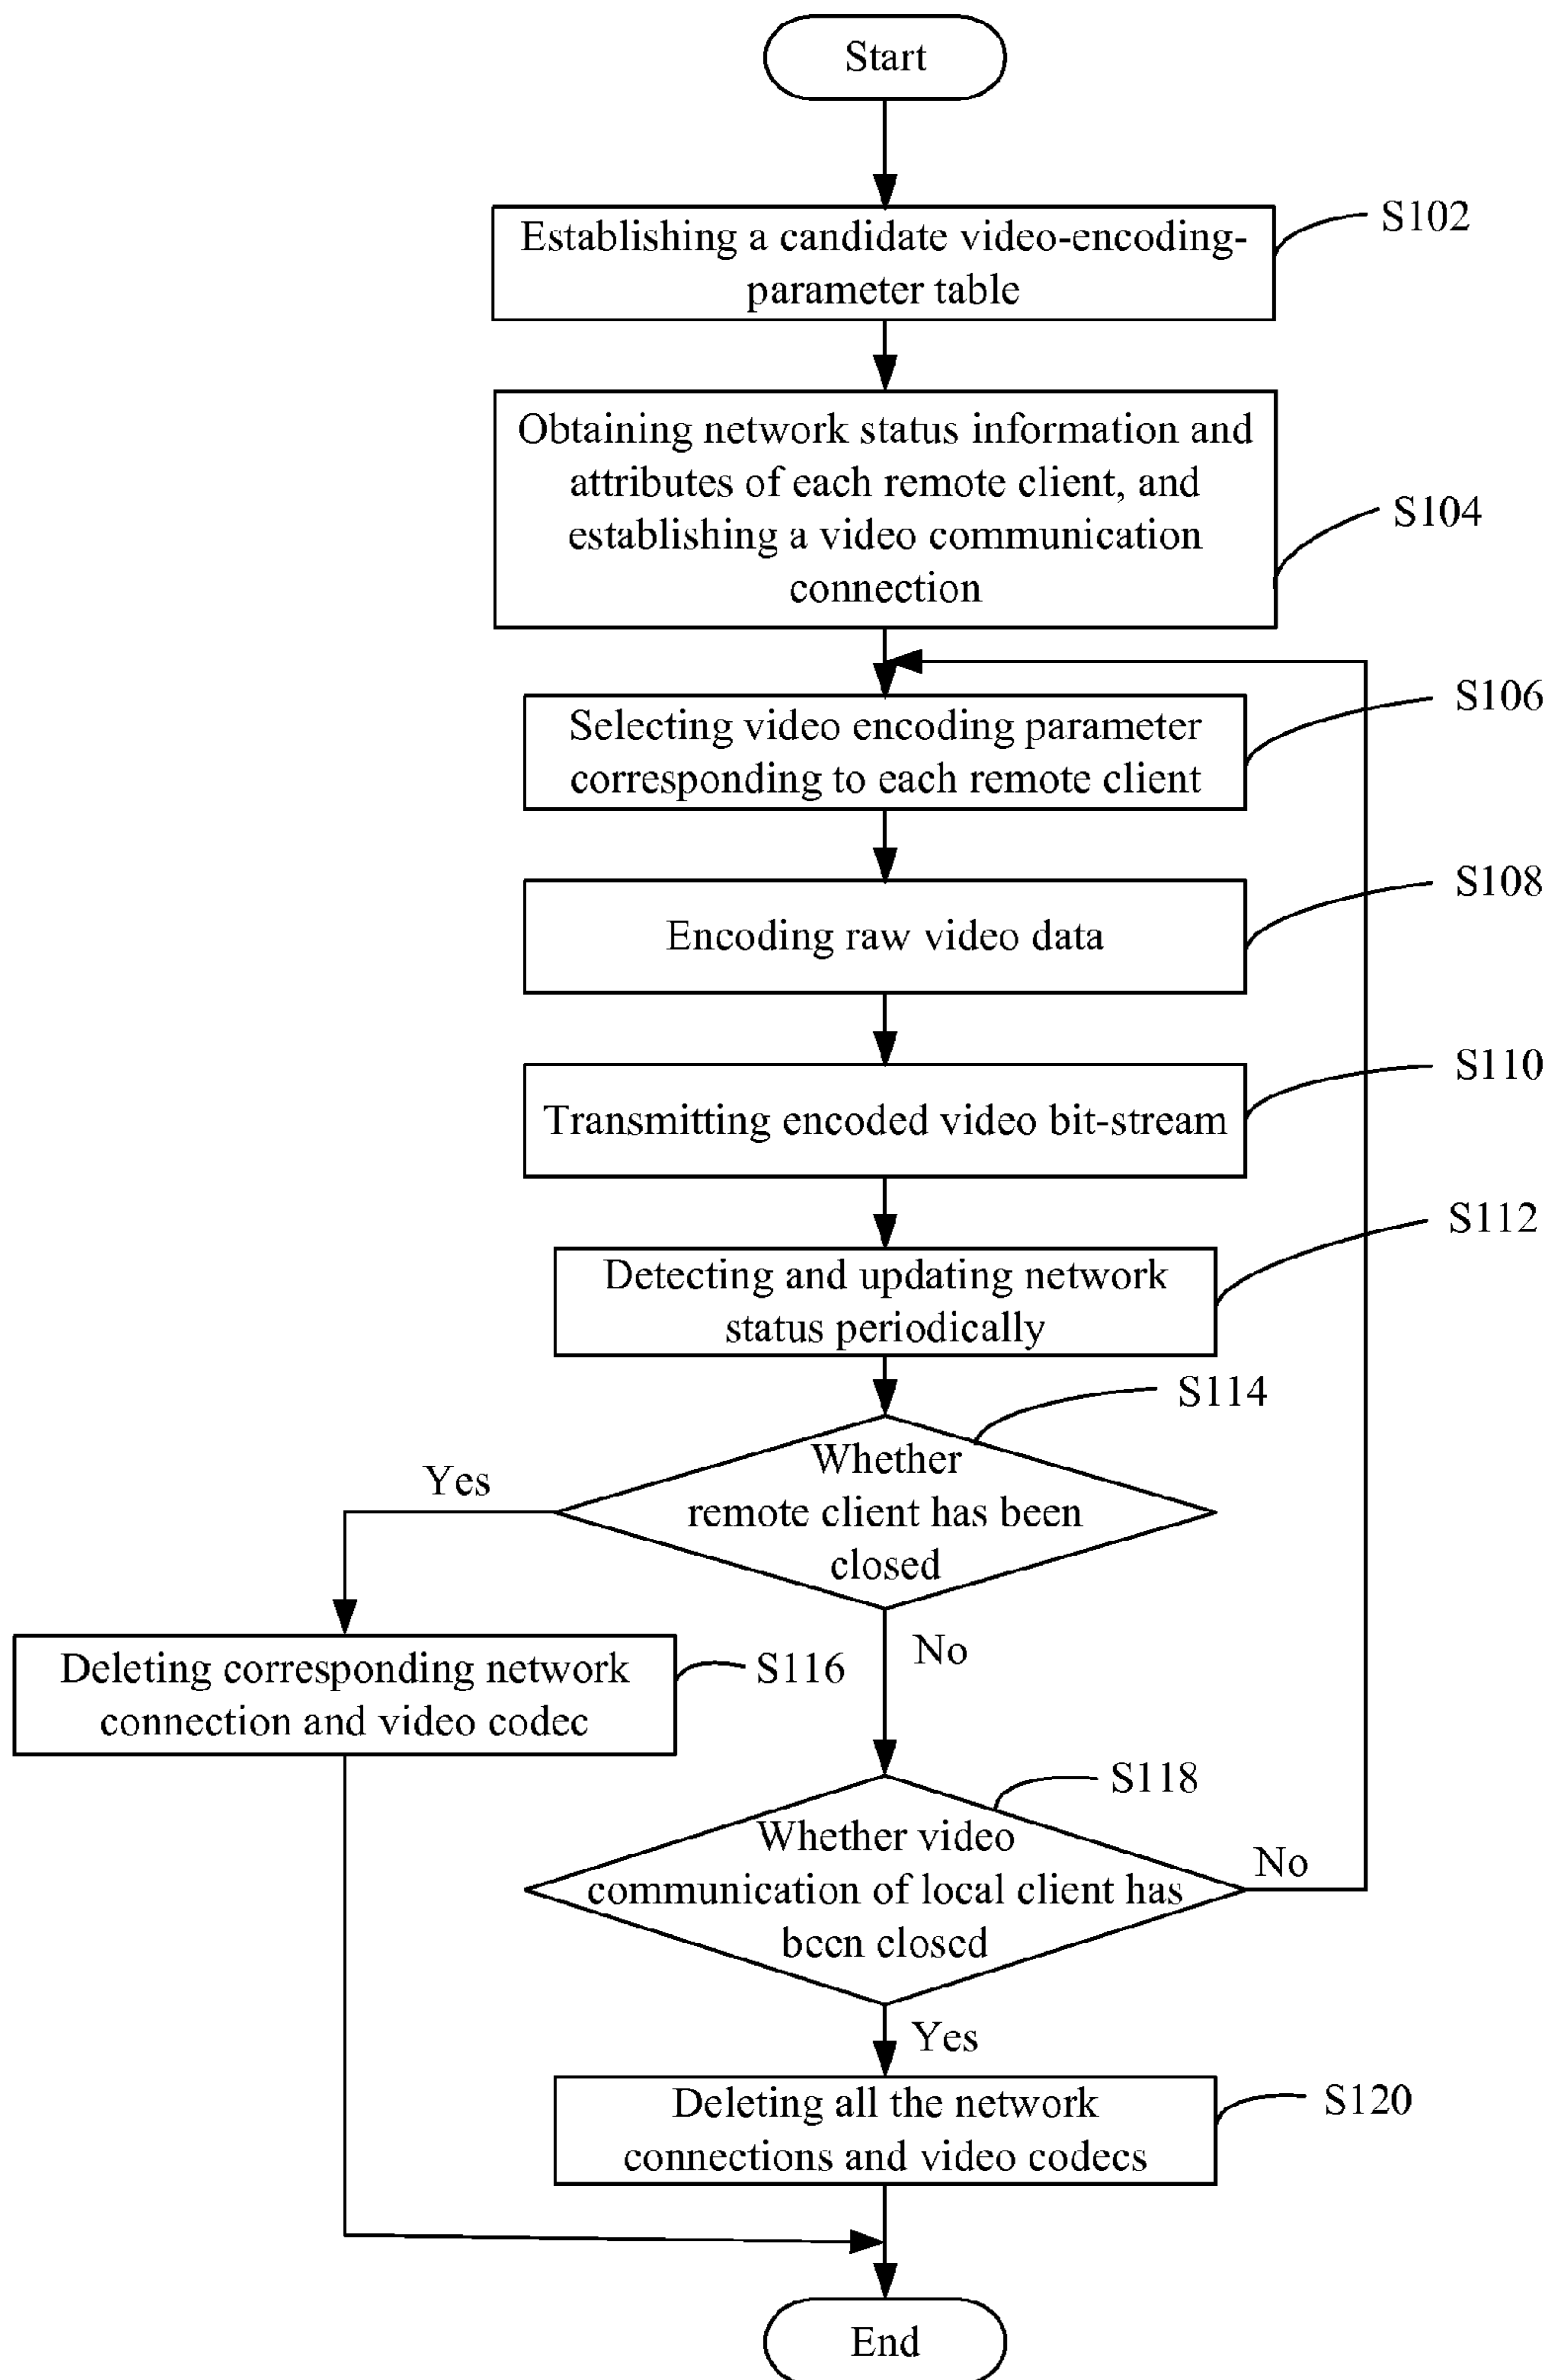 Start
Establishing a candidate video-encoding-
parameter table
S102
Obtaining network status information and
attributes of each remote client, and
establishing a video communication
connection
S104
Selecting video encoding parameter
corresponding to each remote client
S106
Encoding raw video data
S108
Transmitting encoded video bit-stream
S110
Detecting and updating network
status periodically
S112
Whether
remote client has been
closed
S114
Yes
No
Deleting corresponding network
connection and video codec
S116
Whether video
communication of local client has
been closed
S118
No
Yes
Deleting all the network
connections and video codecs
S120
End